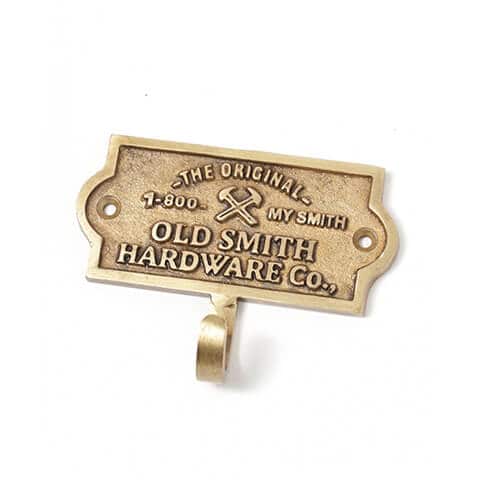 -THE ORIGINAL-
1-800- MY SMITH
OLD SMITH
HARDWARE CO.,